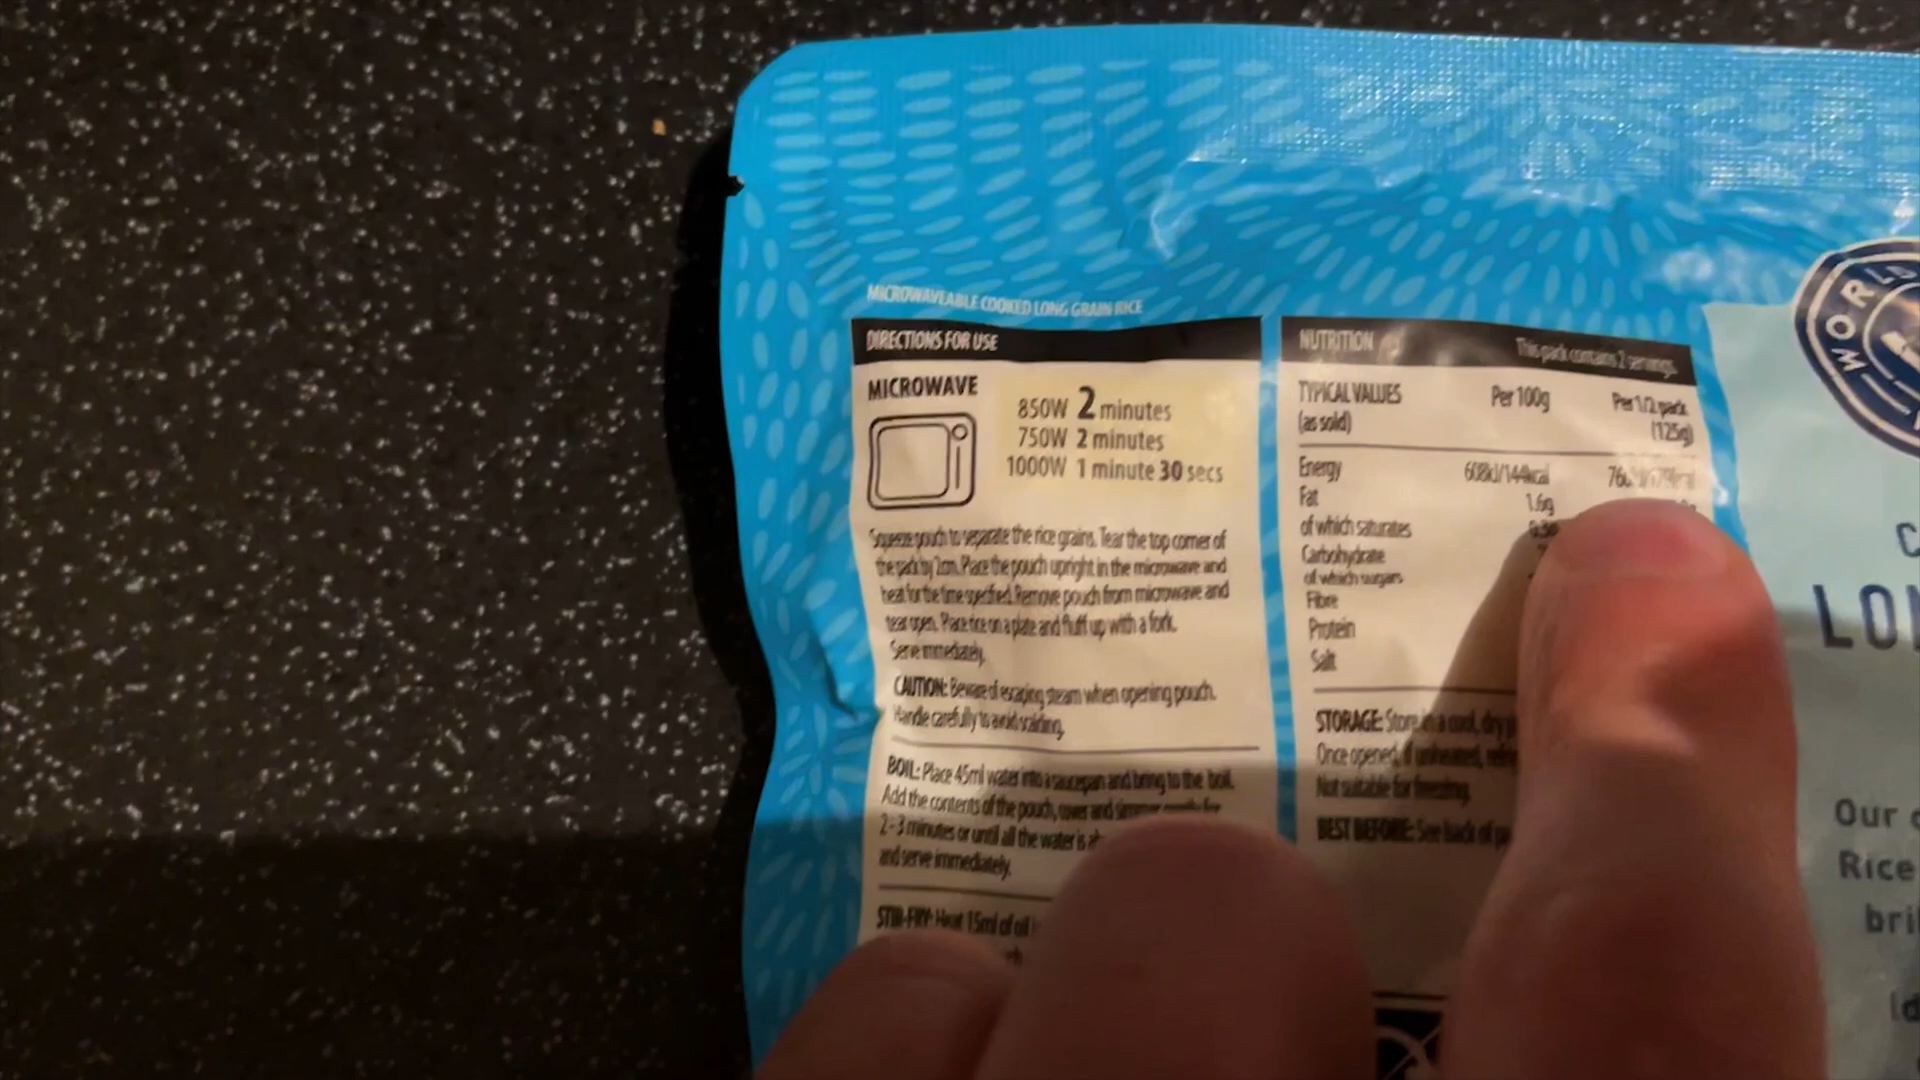 MICROWAVEABLE COOKED LONG GRAIN RICE
DIRECTIONS FOR USE
MICROWAVE
850W 2 minutes
750W 2 minutes
1000W 1 minute 30 secs
Squeeze pouch to separate the rice grains. Tear the top corner of
the pack by 2cm. Place the pouch upright in the microwave and
heat for the time specified. Remove pouch from microwave and
tear open. Place rice on a plate and fluff up with a fork.
Serve immediately.
CAUTION: Beware of escaping steam when opening pouch.
Handle carefully to avoid scalding.
BOIL: Place 45ml water into a saucepan and bring to the boil.
Add the contents of the pouch, cover and simmer gently for
2-3 minutes or until all the water is
and serve immediately.
STIR-FRY: Heat 15ml of oil
NUTRITION
This pack contains 2 servings.
TYPICAL VALUES Per 100g Per 1/2 pack
(as sold) (125g)
Energy 608kJ/144kcal
Fat 1.6g
of which saturates
Carbohydrate
of which sugars
Fibre
Protein
Salt
STORAGE: Store in a cool, dry
Once opened, if unheated,
Not suitable for freezing.
BEST BEFORE: See back of
WORLD
Our
Rice